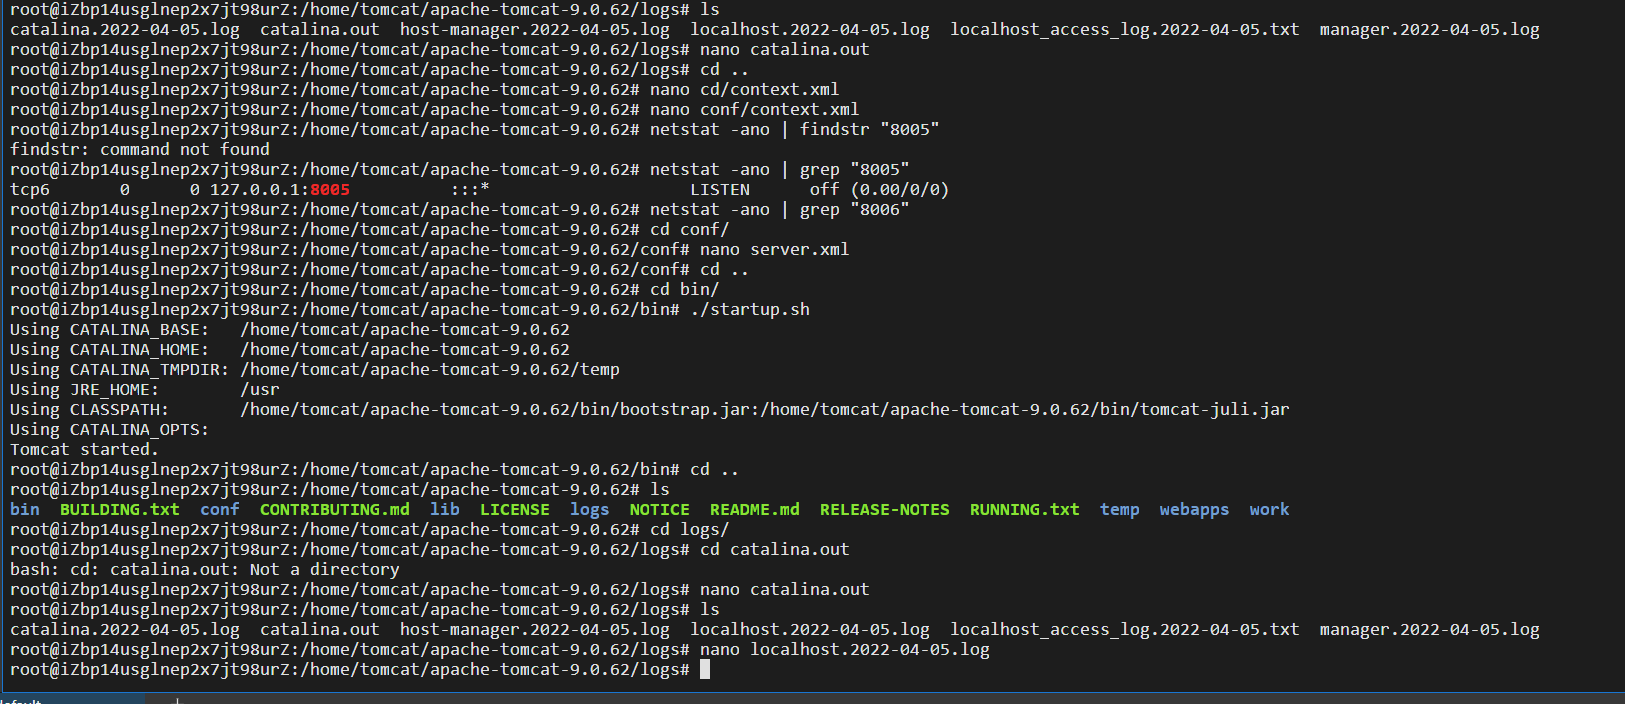 root@iZbp14usglnep2x7jt98urZ:/home/tomcat/apache-tomcat-9.0.62/logs# ls
catalina.2022-04-05.log  catalina.out  host-manager.2022-04-05.log  localhost.2022-04-05.log  localhost_access_log.2022-04-05.txt  manager.2022-04-05.log
root@iZbp14usglnep2x7jt98urZ:/home/tomcat/apache-tomcat-9.0.62/logs# nano catalina.out
root@iZbp14usglnep2x7jt98urZ:/home/tomcat/apache-tomcat-9.0.62/logs# cd ..
root@iZbp14usglnep2x7jt98urZ:/home/tomcat/apache-tomcat-9.0.62# nano cd/context.xml
root@iZbp14usglnep2x7jt98urZ:/home/tomcat/apache-tomcat-9.0.62# nano conf/context.xml
root@iZbp14usglnep2x7jt98urZ:/home/tomcat/apache-tomcat-9.0.62# netstat -ano | findstr "8005"
findstr: command not found
root@iZbp14usglnep2x7jt98urZ:/home/tomcat/apache-tomcat-9.0.62# netstat -ano | grep "8005"
tcp6       0      0 127.0.0.1:8005          :::*                    LISTEN      off (0.00/0/0)
root@iZbp14usglnep2x7jt98urZ:/home/tomcat/apache-tomcat-9.0.62# netstat -ano | grep "8006"
root@iZbp14usglnep2x7jt98urZ:/home/tomcat/apache-tomcat-9.0.62# cd conf/
root@iZbp14usglnep2x7jt98urZ:/home/tomcat/apache-tomcat-9.0.62/conf# nano server.xml
root@iZbp14usglnep2x7jt98urZ:/home/tomcat/apache-tomcat-9.0.62/conf# cd ..
root@iZbp14usglnep2x7jt98urZ:/home/tomcat/apache-tomcat-9.0.62# cd bin/
root@iZbp14usglnep2x7jt98urZ:/home/tomcat/apache-tomcat-9.0.62/bin# ./startup.sh
Using CATALINA_BASE:   /home/tomcat/apache-tomcat-9.0.62
Using CATALINA_HOME:   /home/tomcat/apache-tomcat-9.0.62
Using CATALINA_TMPDIR: /home/tomcat/apache-tomcat-9.0.62/temp
Using JRE_HOME:        /usr
Using CLASSPATH:       /home/tomcat/apache-tomcat-9.0.62/bin/bootstrap.jar:/home/tomcat/apache-tomcat-9.0.62/bin/tomcat-juli.jar
Using CATALINA_OPTS:
Tomcat started.
root@iZbp14usglnep2x7jt98urZ:/home/tomcat/apache-tomcat-9.0.62/bin# cd ..
root@iZbp14usglnep2x7jt98urZ:/home/tomcat/apache-tomcat-9.0.62# ls
bin  BUILDING.txt  conf  CONTRIBUTING.md  lib  LICENSE  logs  NOTICE  README.md  RELEASE-NOTES  RUNNING.txt  temp  webapps  work
root@iZbp14usglnep2x7jt98urZ:/home/tomcat/apache-tomcat-9.0.62# cd logs/
root@iZbp14usglnep2x7jt98urZ:/home/tomcat/apache-tomcat-9.0.62/logs# cd catalina.out
bash: cd: catalina.out: Not a directory
root@iZbp14usglnep2x7jt98urZ:/home/tomcat/apache-tomcat-9.0.62/logs# nano catalina.out
root@iZbp14usglnep2x7jt98urZ:/home/tomcat/apache-tomcat-9.0.62/logs# ls
catalina.2022-04-05.log  catalina.out  host-manager.2022-04-05.log  localhost.2022-04-05.log  localhost_access_log.2022-04-05.txt  manager.2022-04-05.log
root@iZbp14usglnep2x7jt98urZ:/home/tomcat/apache-tomcat-9.0.62/logs# nano localhost.2022-04-05.log
root@iZbp14usglnep2x7jt98urZ:/home/tomcat/apache-tomcat-9.0.62/logs#